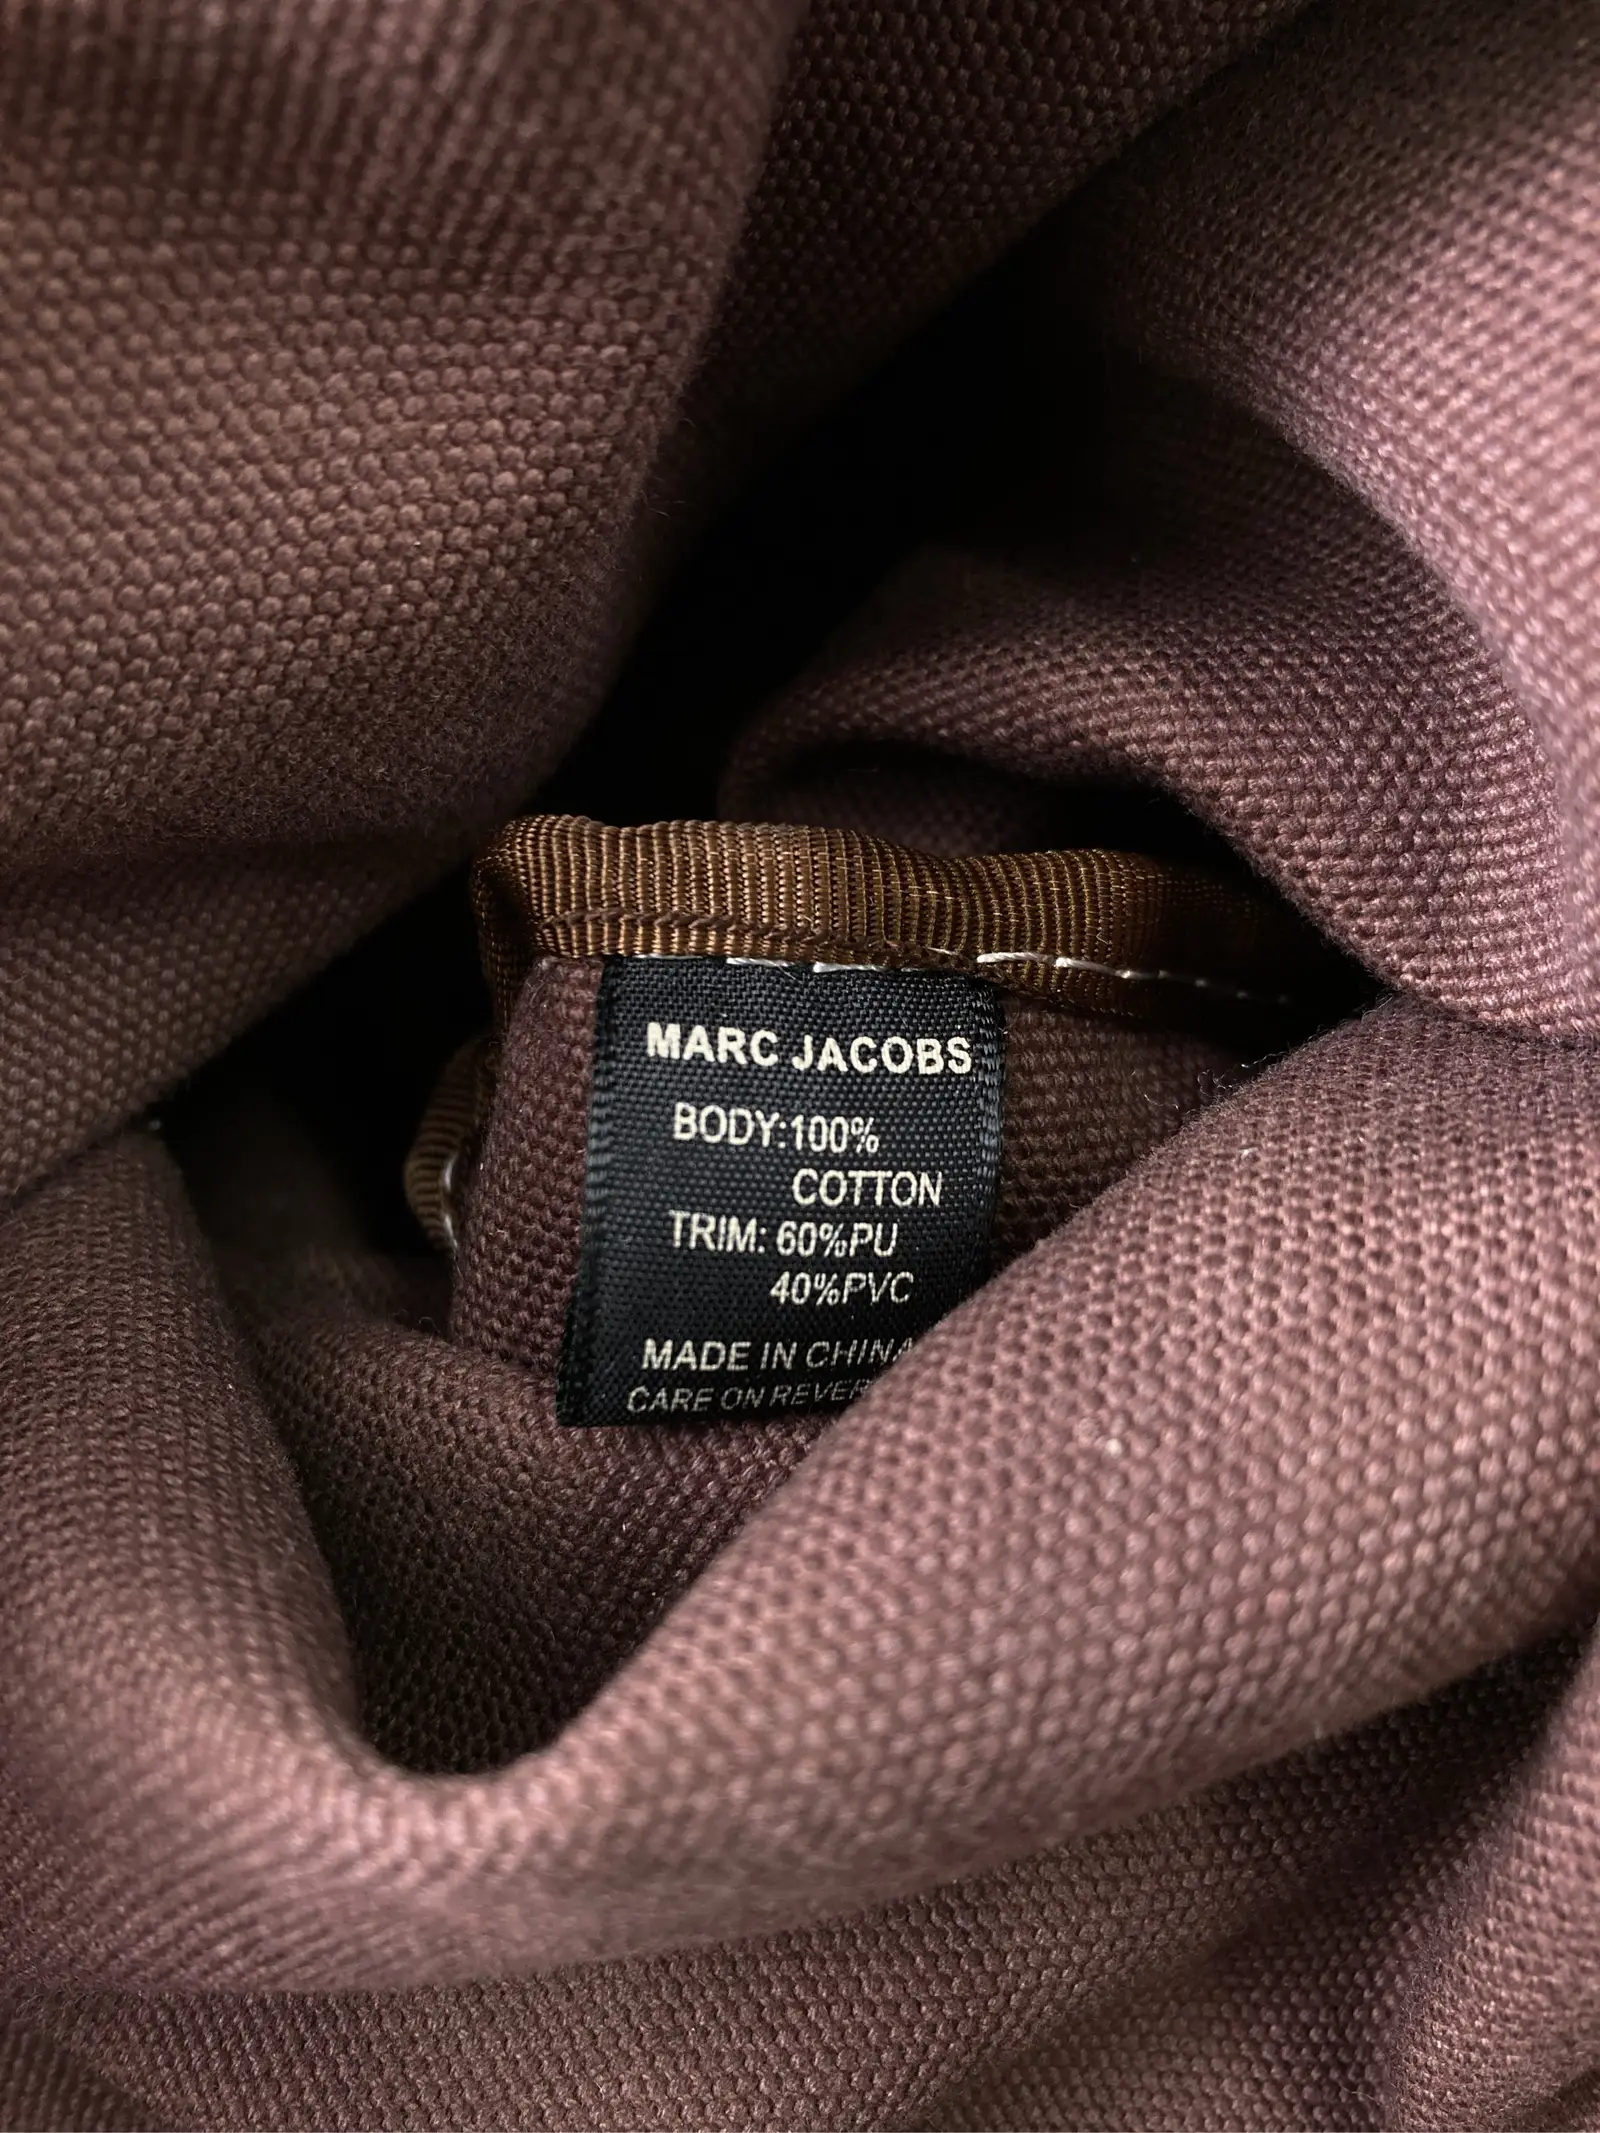 MARC JACOBS
BODY:100%
COTTON
TRIM: 60%PU
40%PVC
MADE IN CHINA
CARE ON